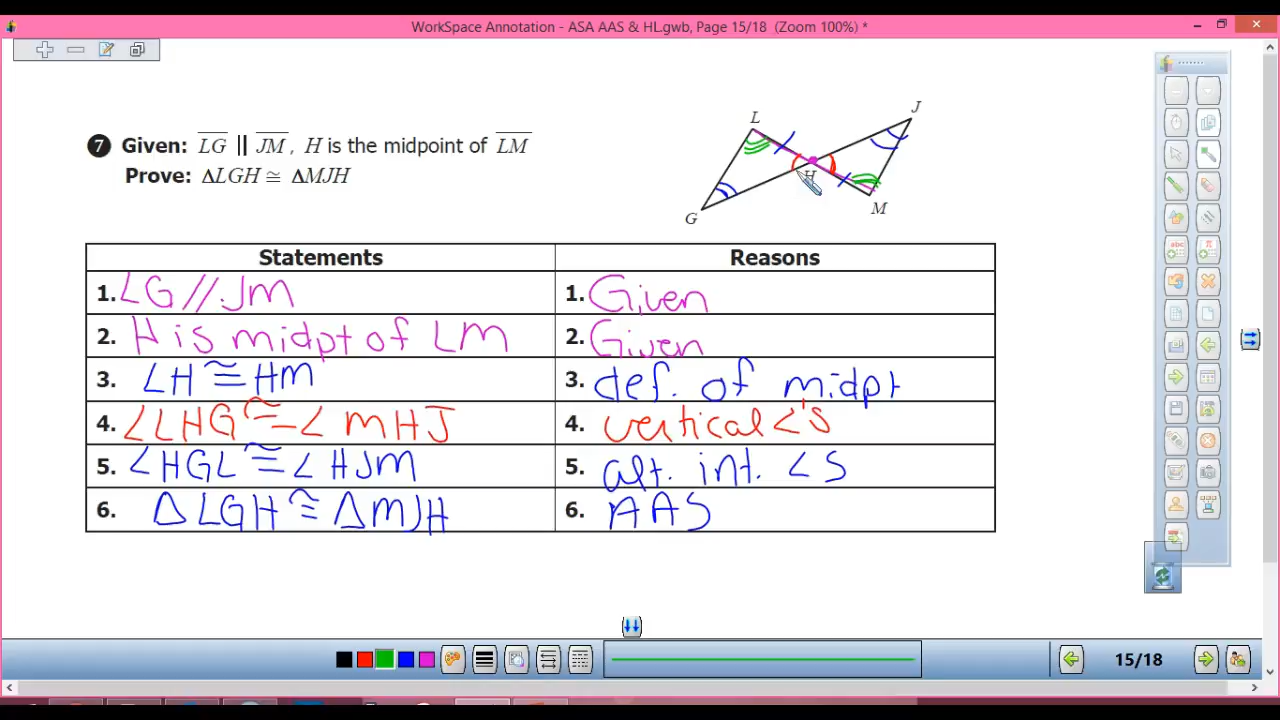 WorkSpace Annotation - ASA AAS & HL.gwb, Page 15/18 (Zoom 100%) *
7 Given: LG || JM, H is the midpoint of LM
Prove: ΔLGH ≅ ΔMJH
L
J
H
G
M
Statements Reasons
1. LG // JM 1. Given
2. H is midpt of LM 2. Given
3. LH ≅ HM 3. def. of midpt
4. ∠LHG ≅ ∠MHJ 4. vertical ∠'s
5. ∠HGL ≅ ∠HJM 5. alt. int. ∠s
6. ΔLGH ≅ ΔMJH 6. AAS
15/18